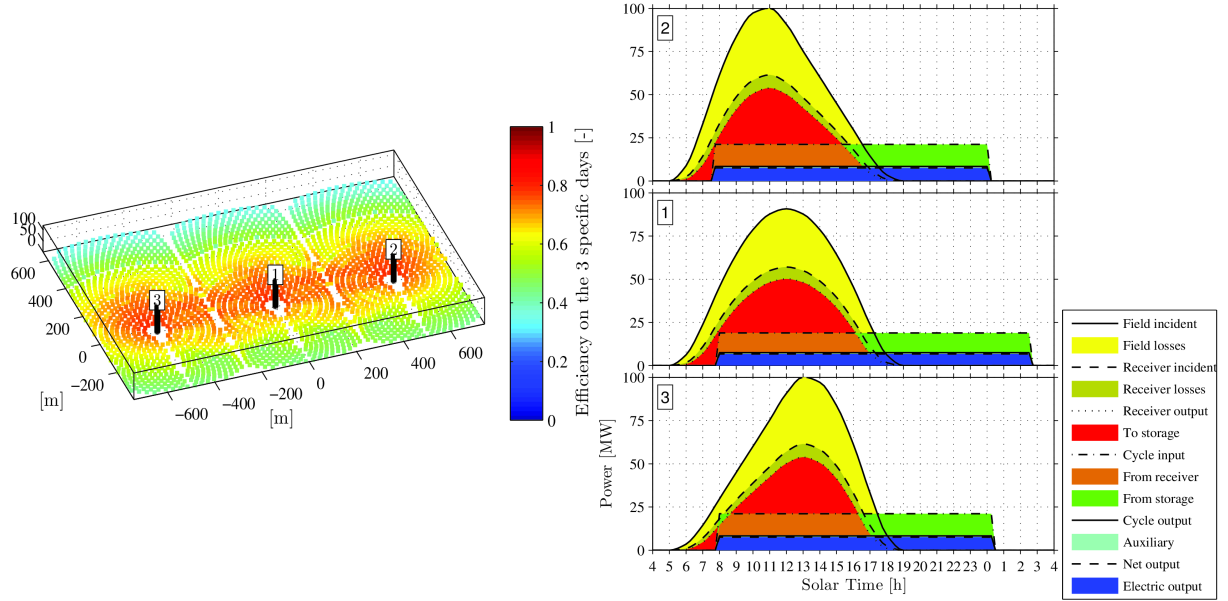 100
50
0
600
400
200
0
−200
[m]
−600
−400
−200
0
200
400
600
[m]
3
1
2
1
0.8
0.6
0.4
0.2
0
Efficiency on the 3 specific days [-]
2
100
75
50
25
0
1
100
75
50
25
0
3
100
75
50
25
0
Power [MW]
4 5 6 7 8 9 10 11 12 13 14 15 16 17 18 19 20 21 22 23 0 1 2 3 4
Solar Time [h]
Field incident
Field losses
Receiver incident
Receiver losses
Receiver output
To storage
Cycle input
From receiver
From storage
Cycle output
Auxiliary
Net output
Electric output